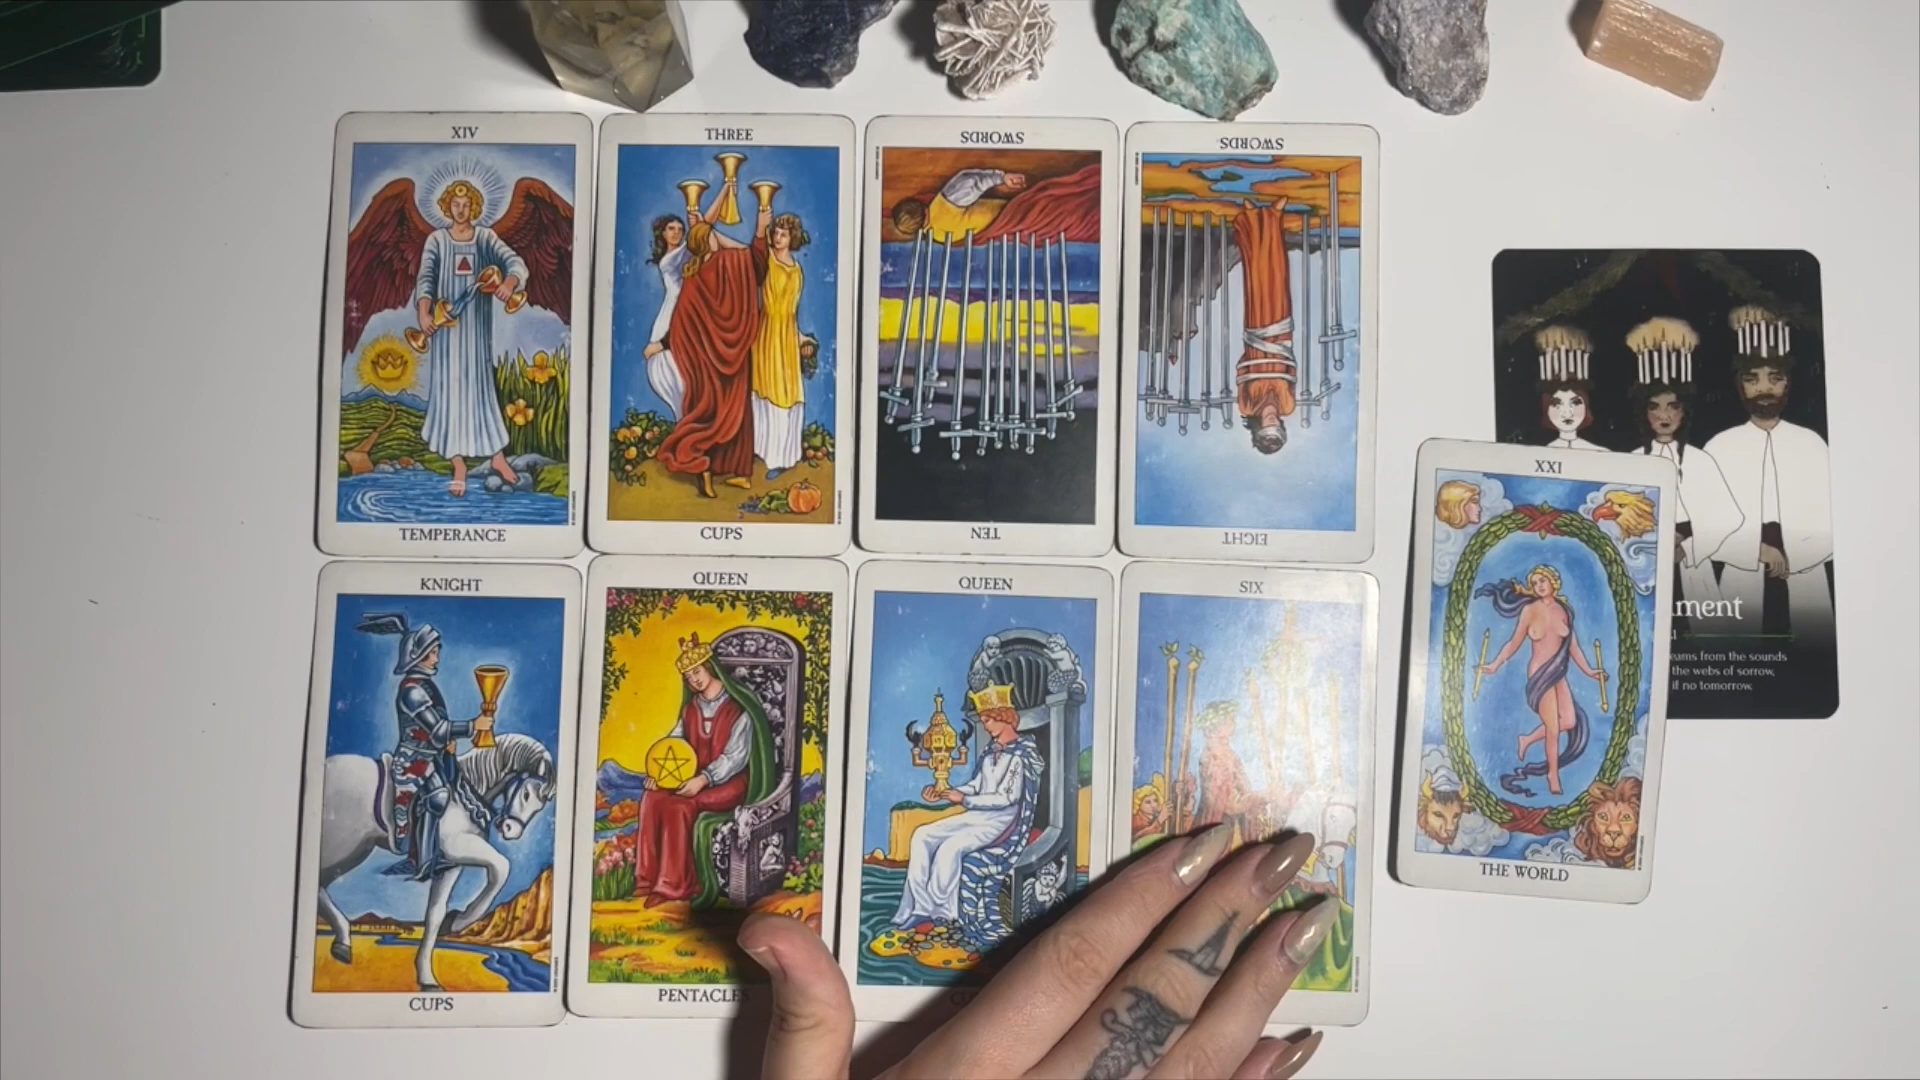 XIV
TEMPERANCE
THREE
CUPS
SWORDS
TEN
SWORDS
EIGHT
KNIGHT
CUPS
QUEEN
PENTACLES
QUEEN
SIX
XXI
THE WORLD
ment
eams from the sounds
the webs of sorrow,
if no tomorrow.